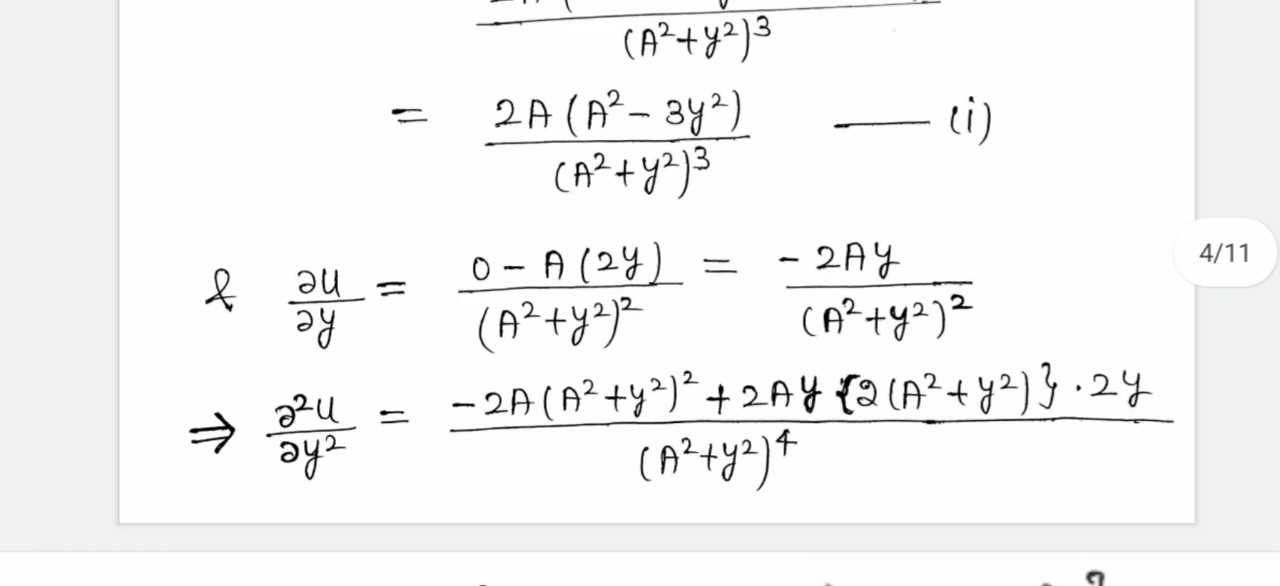 (A²+y²)³
= 2A(A²-3y²)/(A²+y²)³ —— (i)
& ∂u/∂y = 0-A(2y)/(A²+y²)² = -2Ay/(A²+y²)²
4/11
⇒ ∂²u/∂y² = -2A(A²+y²)²+2Ay{2(A²+y²)}·2y/(A²+y²)⁴